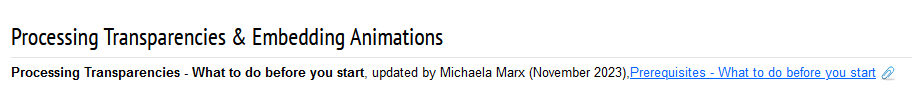 Processing Transparencies & Embedding Animations
Processing Transparencies - What to do before you start, updated by Michaela Marx (November 2023),Prerequisites - What to do before you start